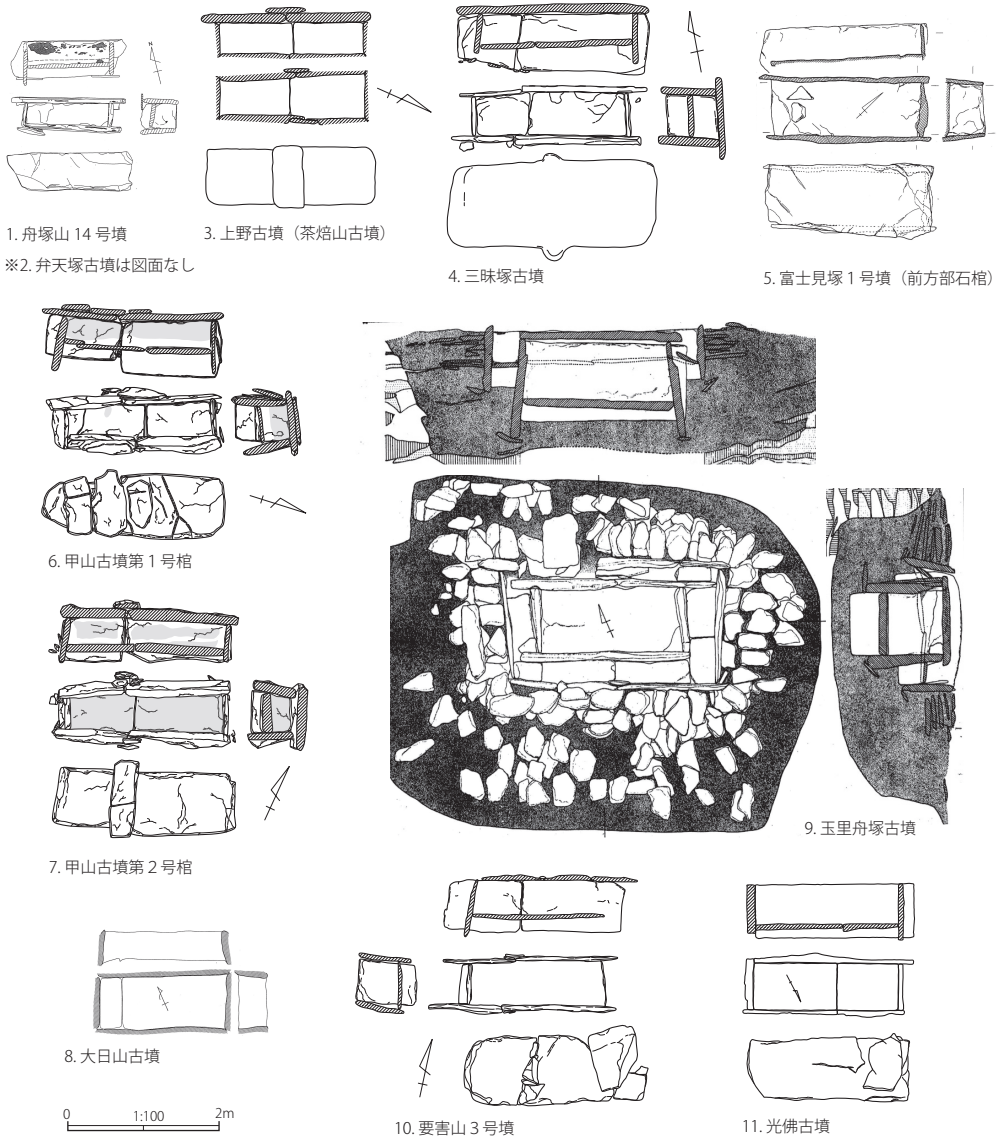 N
1. 舟塚山 14 号墳
※2. 弁天塚古墳は図面なし
3. 上野古墳（茶焙山古墳）
4. 三昧塚古墳
5. 富士見塚 1 号墳（前方部石棺）
6. 甲山古墳第 1 号棺
7. 甲山古墳第 2 号棺
8. 大日山古墳
9. 玉里舟塚古墳
10. 要害山 3 号墳
11. 光佛古墳
0 1:100 2m